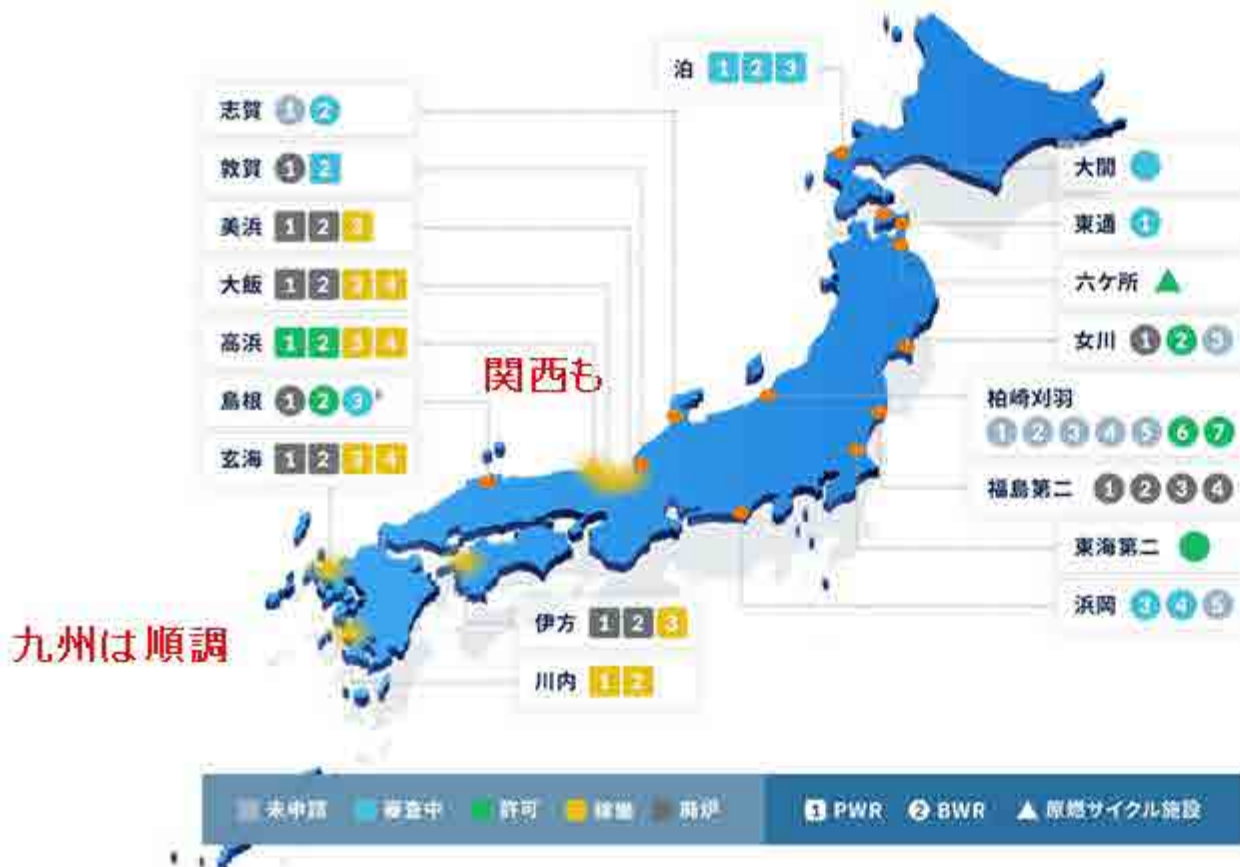 泊 1 2 3
志賀 1 2
敦賀 1 2
美浜 1 2 3
大飯 1 2 3 4
高浜 1 2 3 4
島根 1 2 3
玄海 1 2 3 4
関西も
大間
東通 1
六ケ所
女川 1 2 3
柏崎刈羽
1 2 3 4 5 6 7
福島第二 1 2 3 4
東海第二
浜岡 3 4 5
伊方 1 2 3
川内 1 2
九州は順調
未申請 審査中 許可 稼働 廃炉 1 PWR 2 BWR 原燃サイクル施設